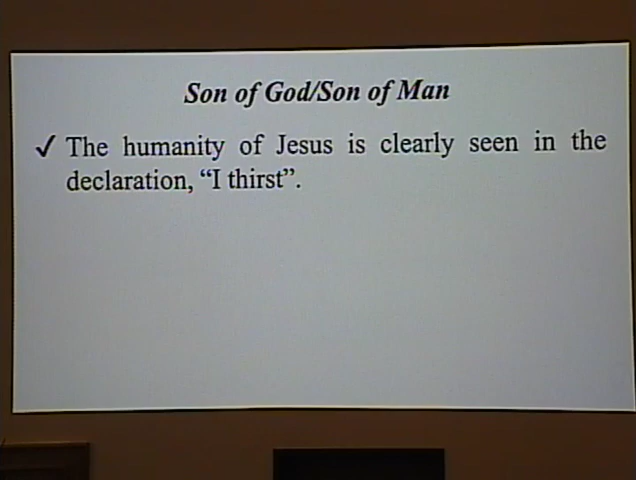 Son of God/Son of Man
✓ The humanity of Jesus is clearly seen in the
declaration, “I thirst”.